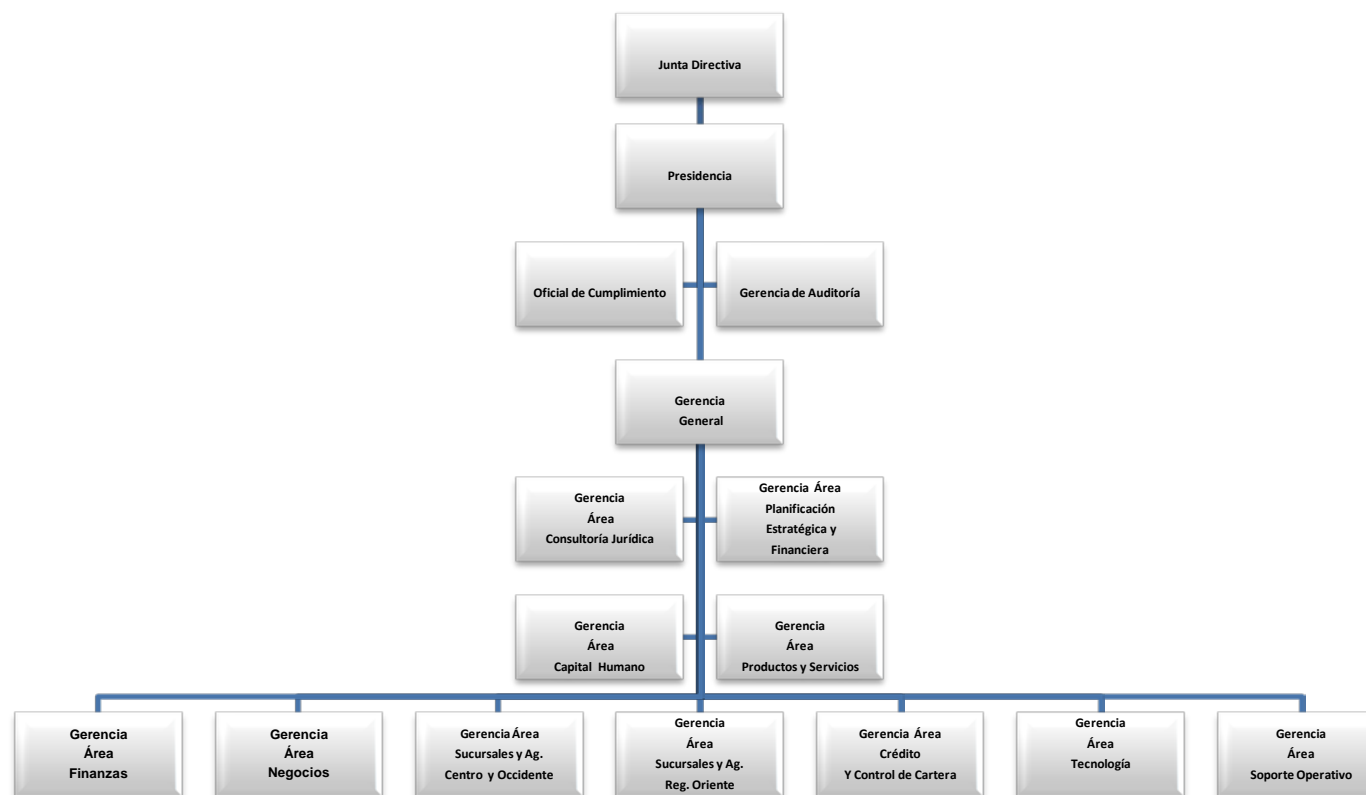 Junta Directiva
Presidencia
Oficial de Cumplimiento
Gerencia de Auditoría
Gerencia
General
Gerencia
Área
Consultoría Jurídica
Gerencia Área
Planificación
Estratégica y
Financiera
Gerencia
Área
Capital Humano
Gerencia
Área
Productos y Servicios
Gerencia
Área
Finanzas
Gerencia
Área
Negocios
Gerencia Área
Sucursales y Ag.
Centro y Occidente
Gerencia
Área
Sucursales y Ag.
Reg. Oriente
Gerencia Área
Crédito
Y Control de Cartera
Gerencia
Área
Tecnología
Gerencia
Área
Soporte Operativo